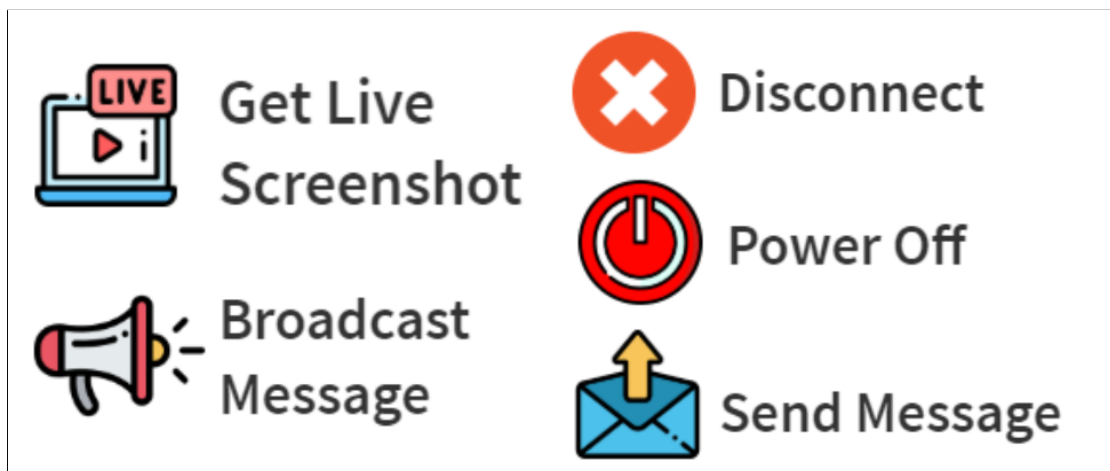 LIVE
Get Live
Screenshot
Broadcast
Message
Disconnect
Power Off
Send Message